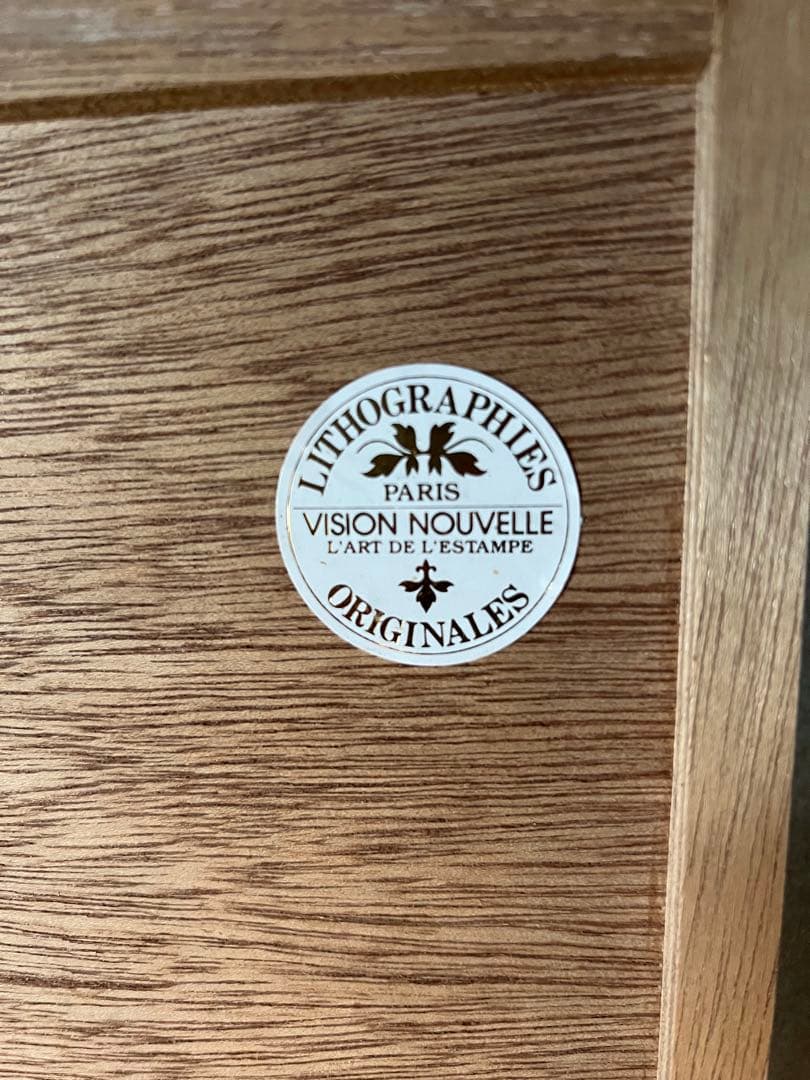 LITHOGRAPHIES
PARIS
VISION NOUVELLE
L'ART DE L'ESTAMPE
ORIGINALES